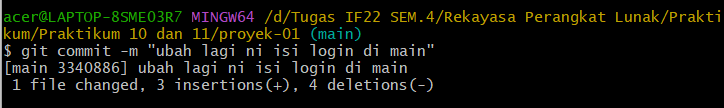 acer@LAPTOP-8SME03R7 MINGW64 /d/Tugas IF22 SEM.4/Rekayasa Perangkat Lunak/Prakti
kum/Praktikum 10 dan 11/proyek-01 (main)
$ git commit -m "ubah lagi ni isi login di main"
[main 3340886] ubah lagi ni isi login di main
 1 file changed, 3 insertions(+), 4 deletions(-)